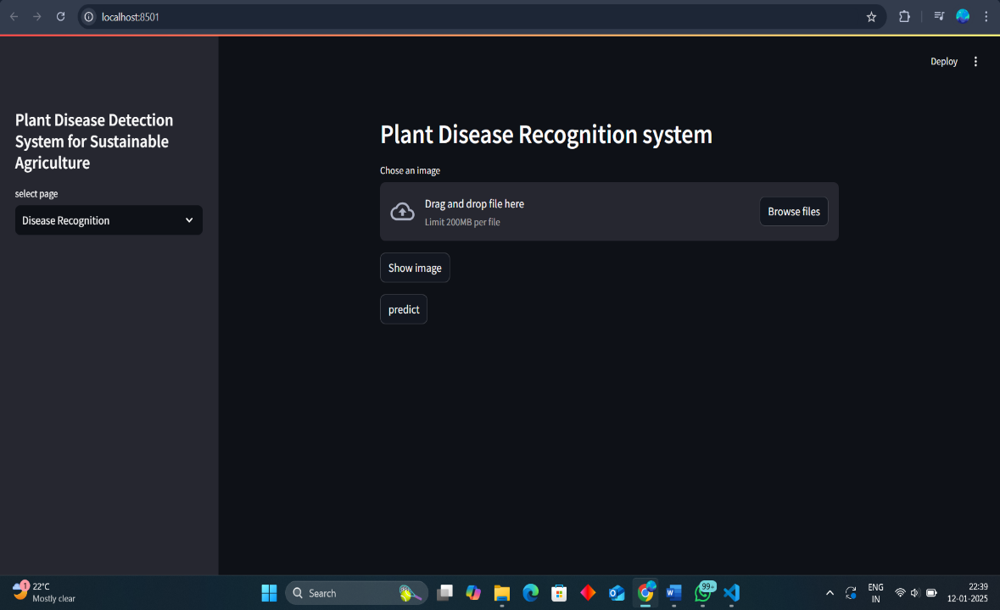 localhost:8501
Deploy
Plant Disease Detection
System for Sustainable
Agriculture
select page
Disease Recognition
Plant Disease Recognition system
Chose an image
Drag and drop file here
Limit 200MB per file
Browse files
Show image
predict
1
22°C
Mostly clear
Search
99+
ENG
IN
22:39
12-01-2025